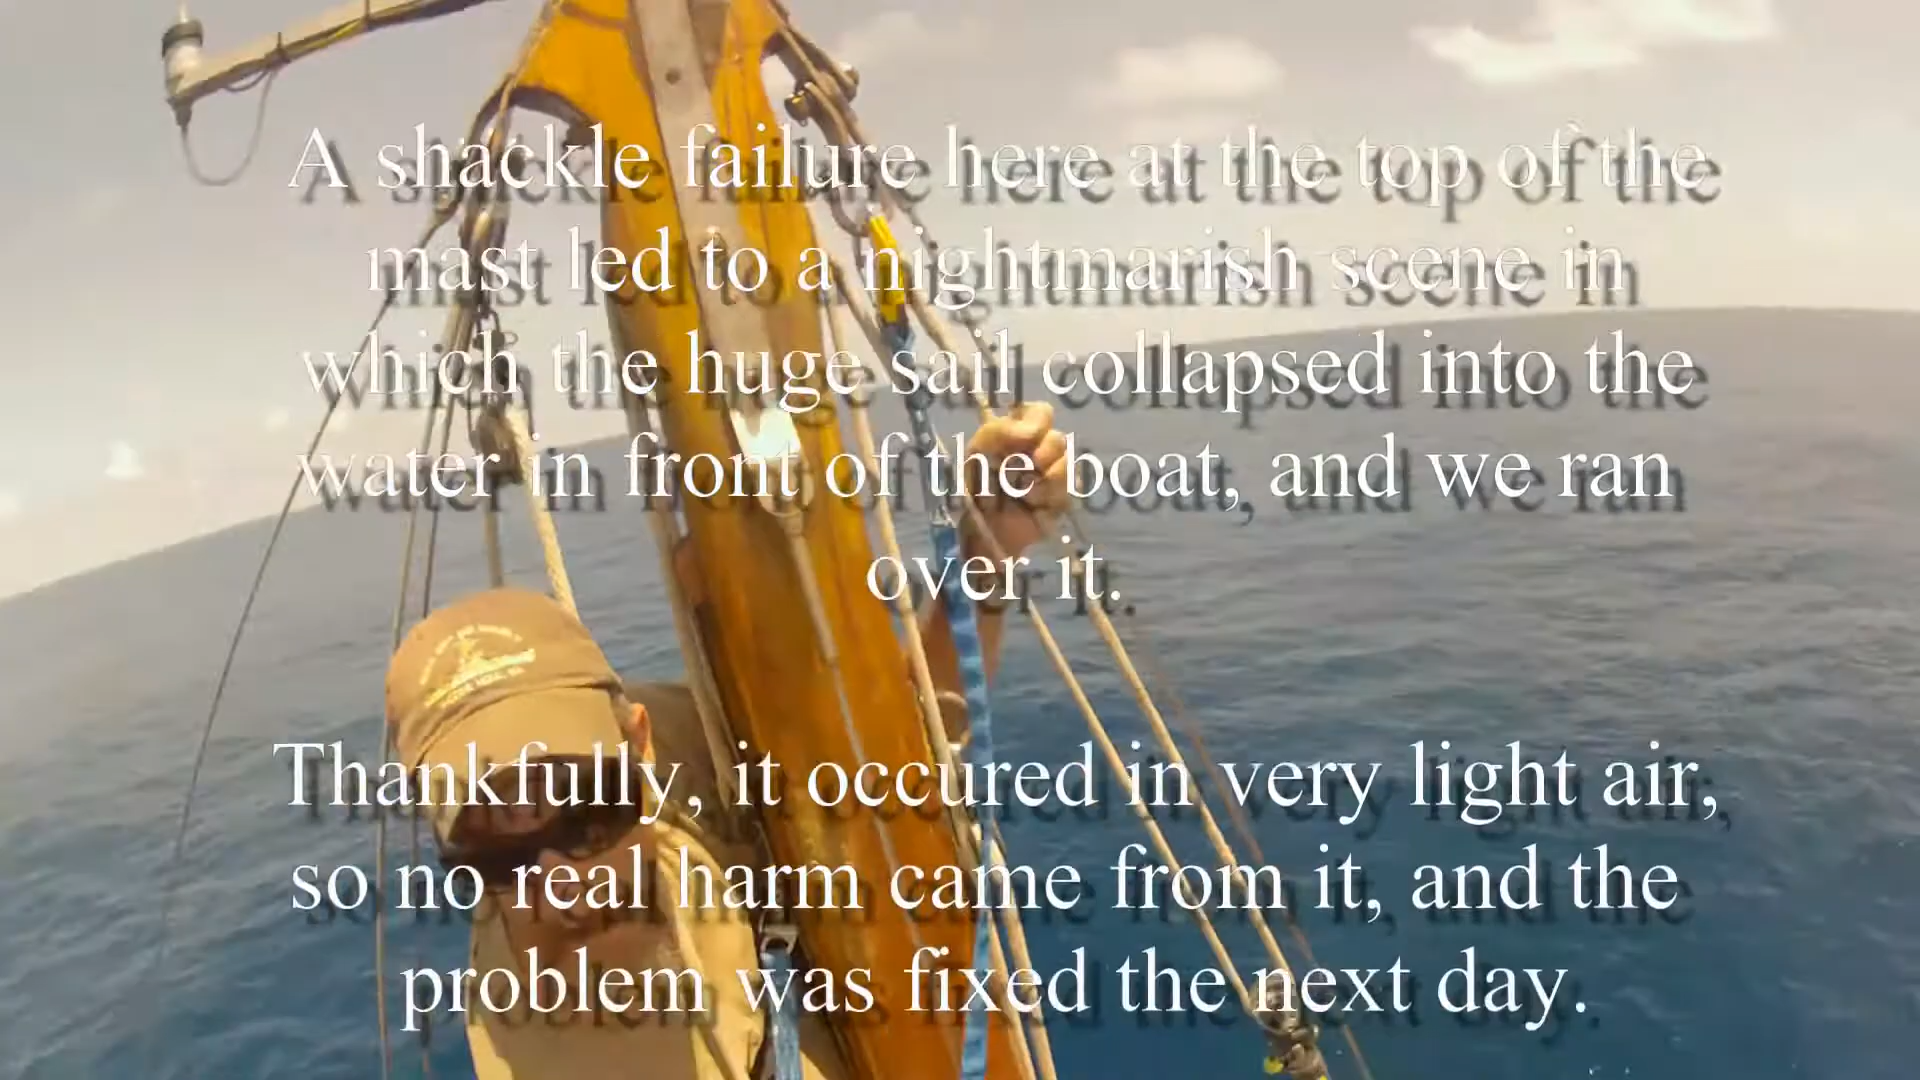 A shackle failure here at the top of the
mast led to a nightmarish scene in
which the huge sail collapsed into the
water in front of the boat, and we ran
over it.
Thankfully, it occured in very light air,
so no real harm came from it, and the
problem was fixed the next day.